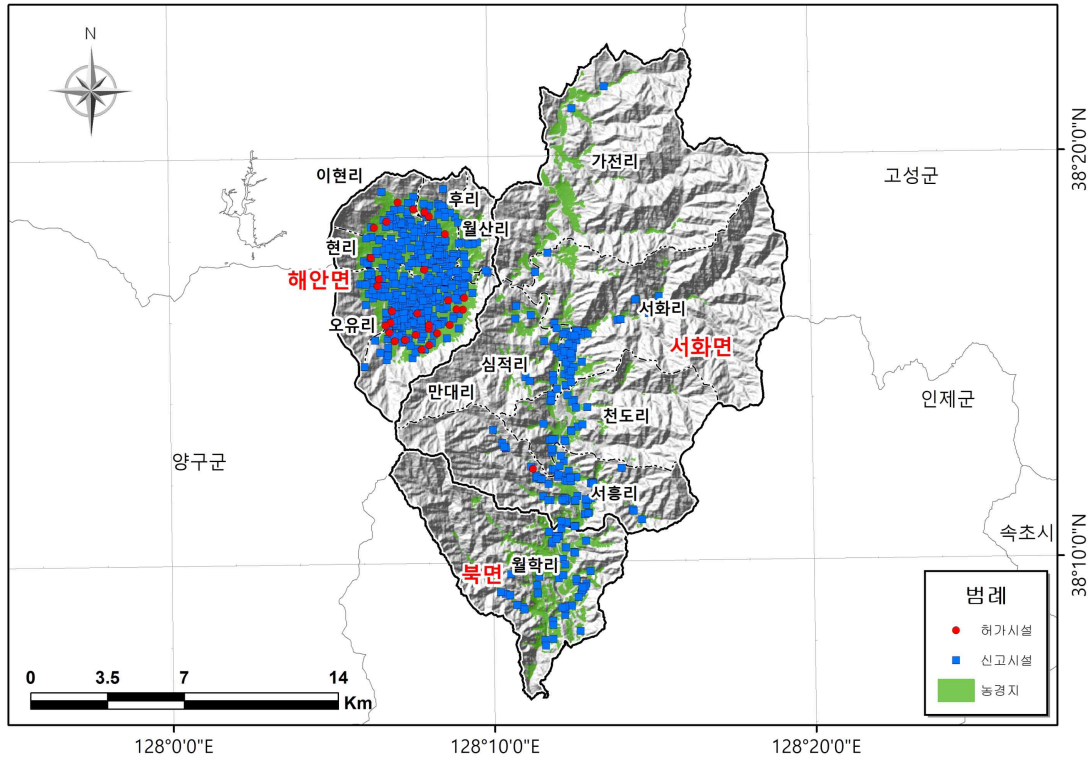 N
38°20'0"N
가전리
고성군
이현리
후리
월산리
현리
해안면
서화리
오유리
서화면
심적리
만대리
인제군
천도리
양구군
서흥리
속초시
38°10'0"N
월학리
북면
범례
허가시설
신고시설
농경지
0 3.5 7 14
Km
128°0'0"E 128°10'0"E 128°20'0"E